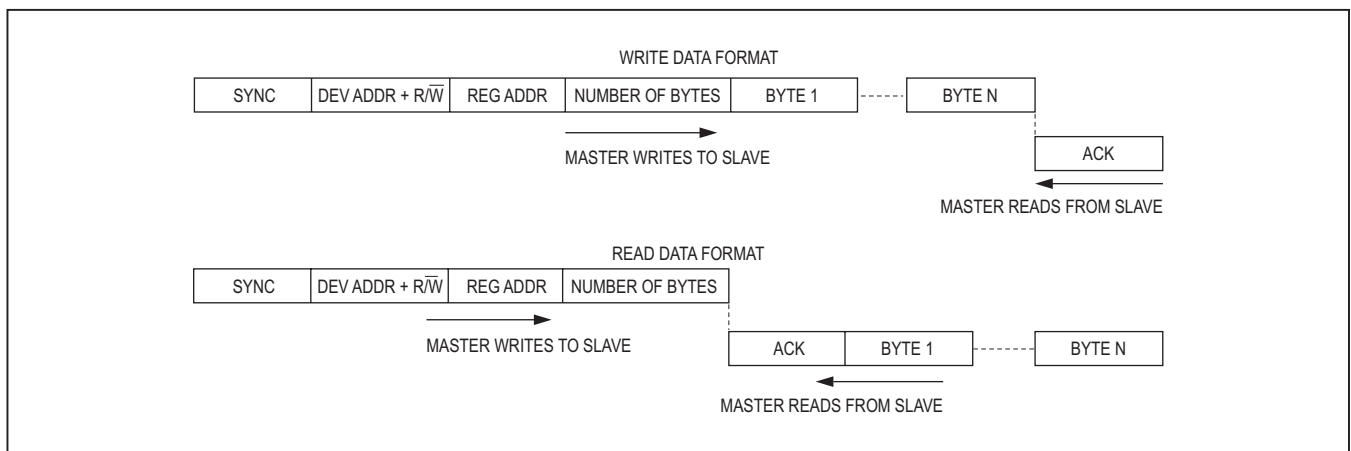 WRITE DATA FORMAT
SYNC DEV ADDR + R/W̅ REG ADDR NUMBER OF BYTES BYTE 1 BYTE N
MASTER WRITES TO SLAVE
ACK
MASTER READS FROM SLAVE
READ DATA FORMAT
SYNC DEV ADDR + R/W̅ REG ADDR NUMBER OF BYTES
MASTER WRITES TO SLAVE
ACK BYTE 1 BYTE N
MASTER READS FROM SLAVE